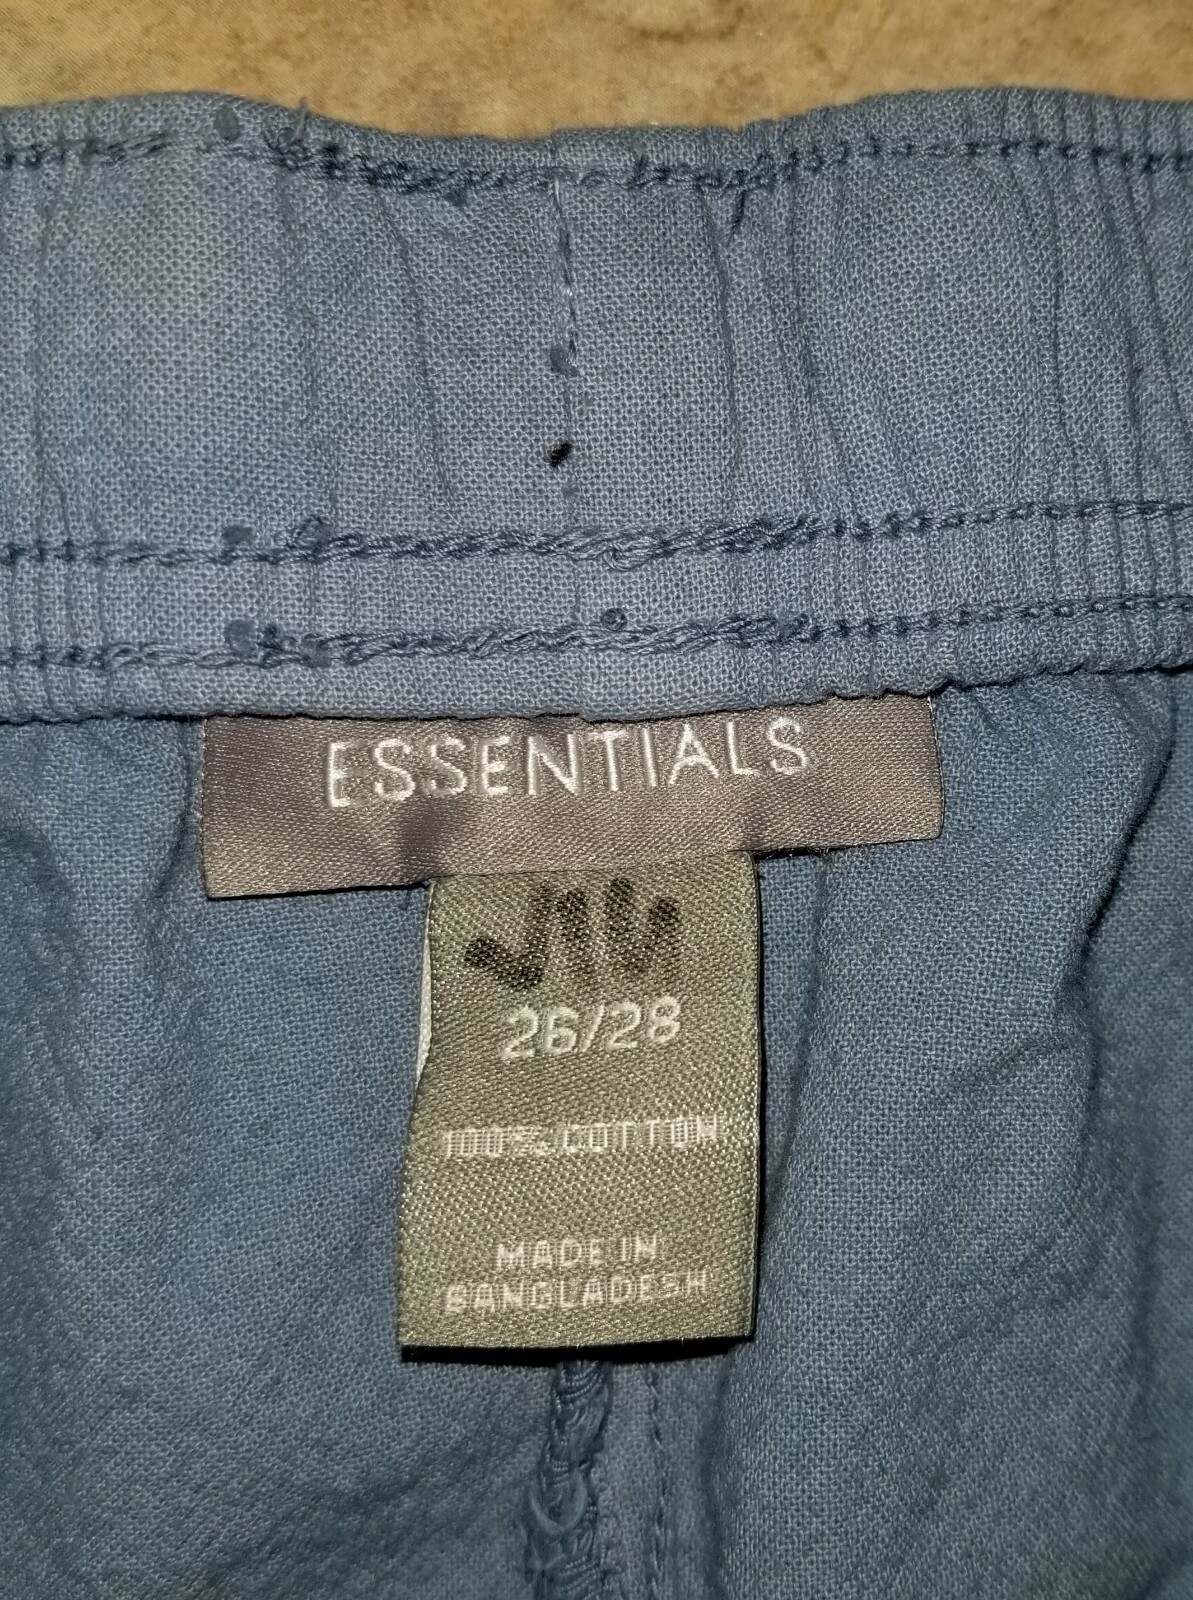 ESSENTIALS
26/28
100% COTTON
MADE IN
BANGLADESH